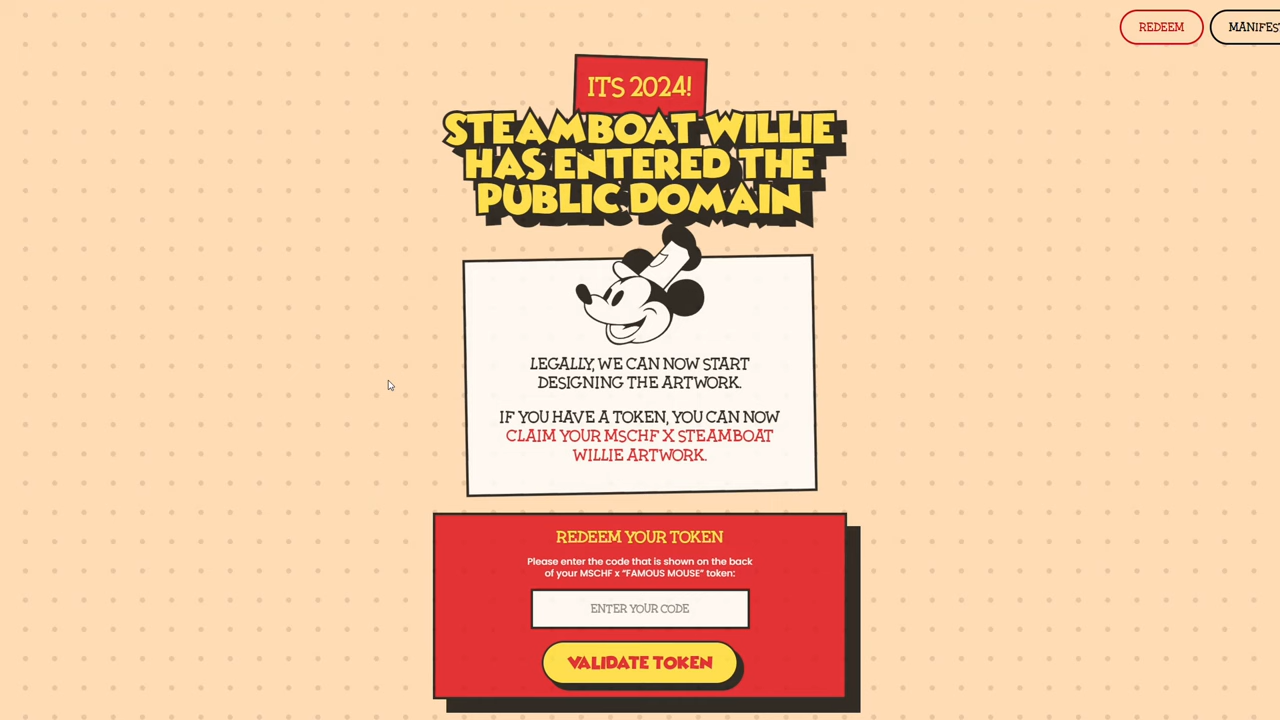 REDEEM
MANIFES
ITS 2024!
STEAMBOAT WILLIE
HAS ENTERED THE
PUBLIC DOMAIN
LEGALLY, WE CAN NOW START
DESIGNING THE ARTWORK.
IF YOU HAVE A TOKEN, YOU CAN NOW
CLAIM YOUR MSCHF X STEAMBOAT
WILLIE ARTWORK.
REDEEM YOUR TOKEN
Please enter the code that is shown on the back
of your MSCHF x “FAMOUS MOUSE” token:
ENTER YOUR CODE
VALIDATE TOKEN